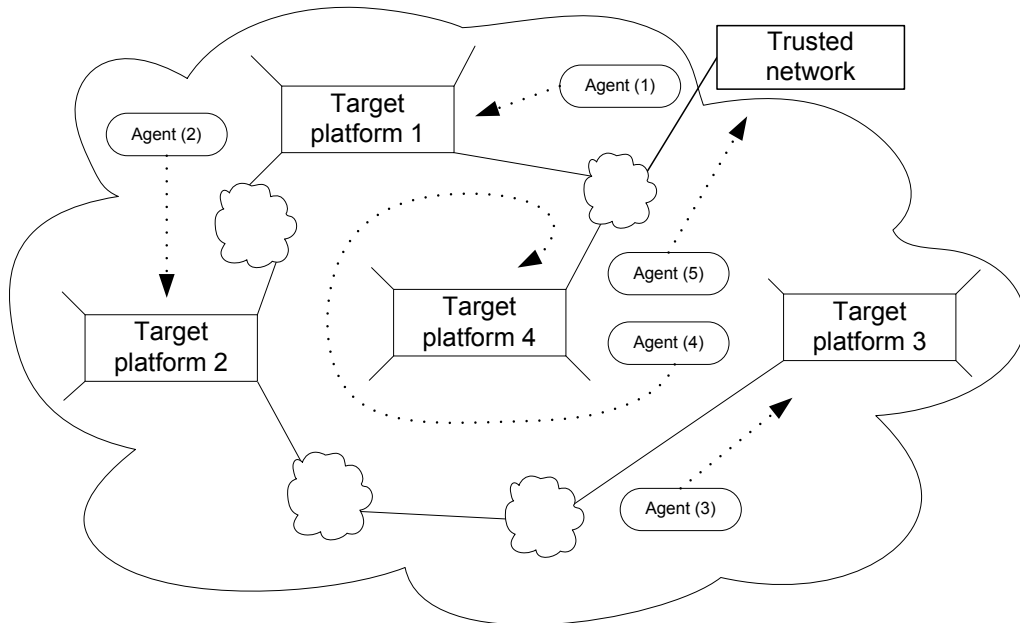 Trusted
network
Agent (1)
Target
platform 1
Agent (2)
Agent (5)
Target
platform 4
Target
platform 3
Target
platform 2
Agent (4)
Agent (3)